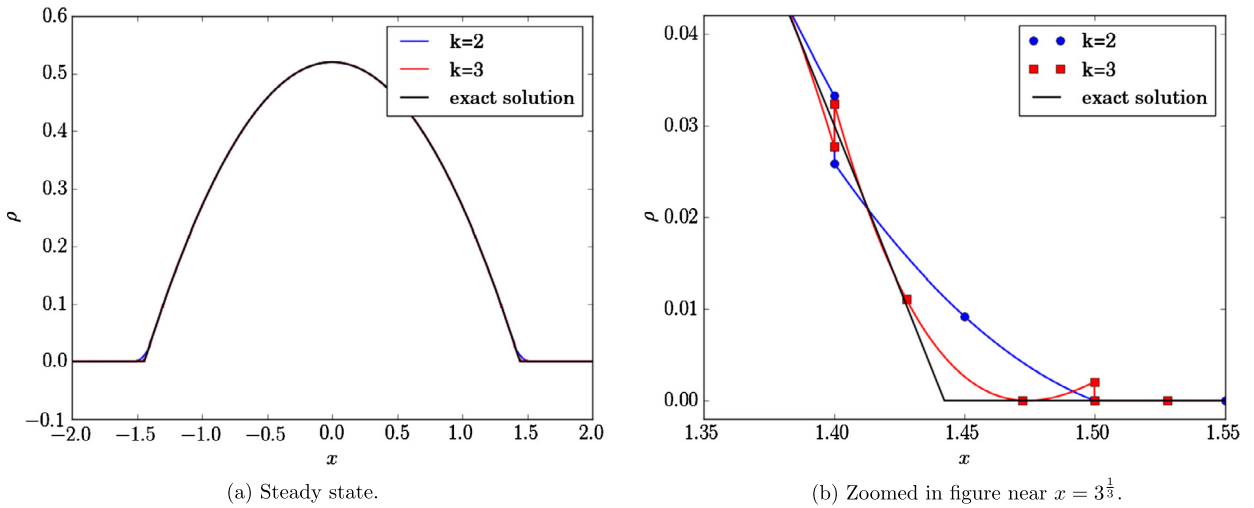 0.6
0.5
0.4
0.3
0.2
0.1
0.0
−0.1
ρ
−2.0 −1.5 −1.0 −0.5 0.0 0.5 1.0 1.5 2.0
x
k=2
k=3
exact solution
(a) Steady state.
0.04
0.03
0.02
0.01
0.00
ρ
1.35 1.40 1.45 1.50 1.55
x
k=2
k=3
exact solution
(b) Zoomed in figure near $x = 3^{\frac{1}{3}}$.